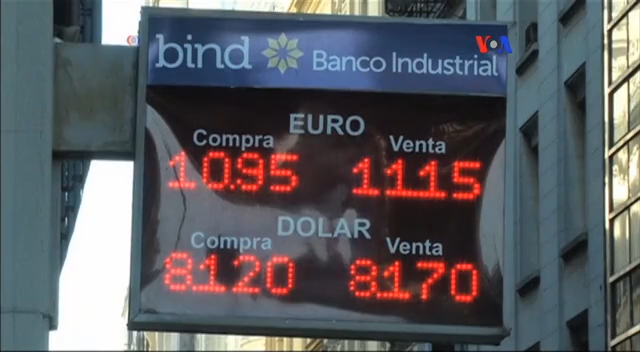 VOA
bind Banco Industrial
EURO
Compra Venta
10.95 11.15
DOLAR
Compra Venta
8.120 8.170